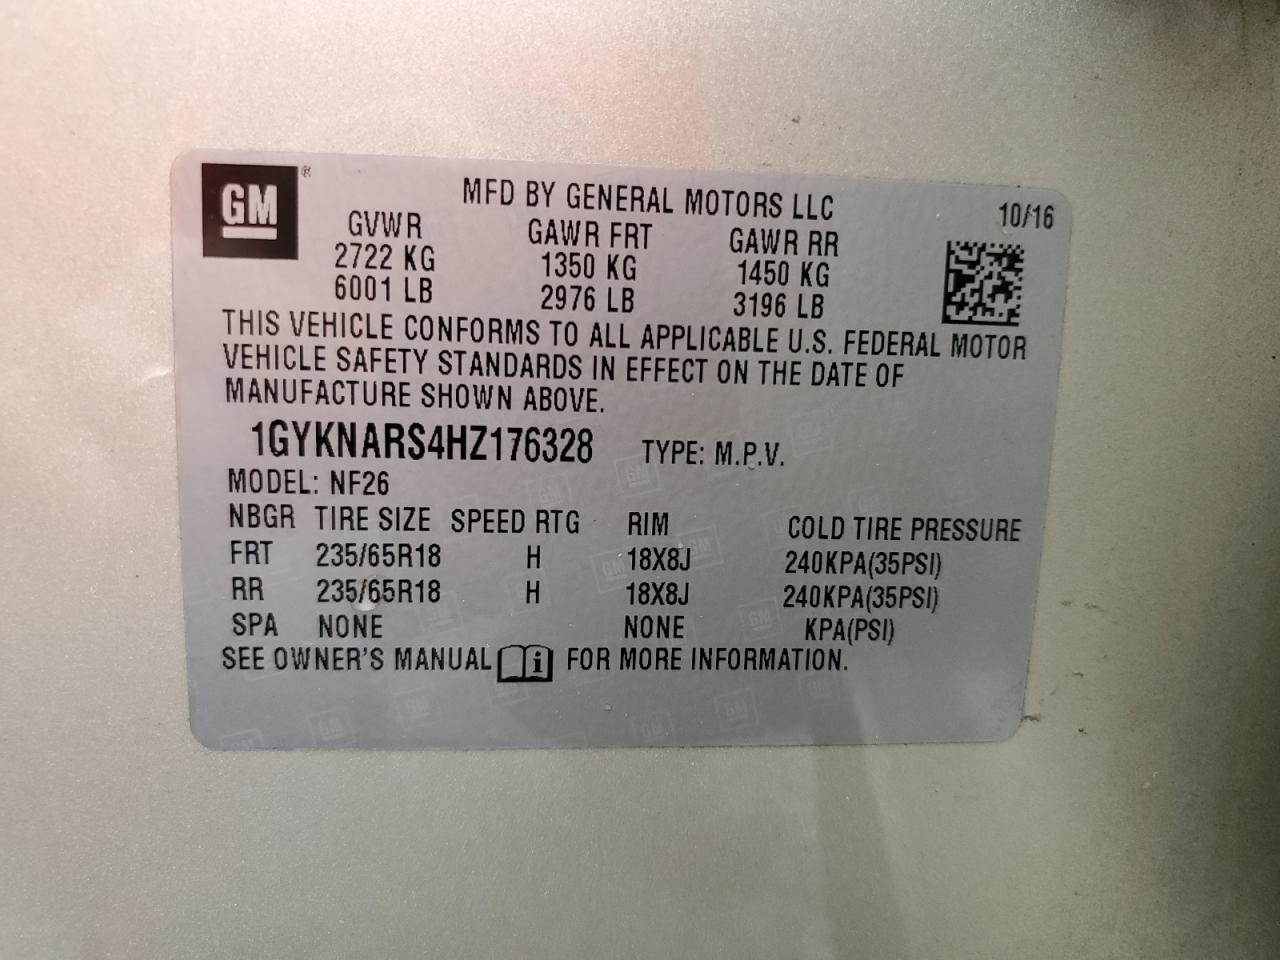 GM ®
MFD BY GENERAL MOTORS LLC 10/16
GVWR GAWR FRT GAWR RR
2722 KG 1350 KG 1450 KG
6001 LB 2976 LB 3196 LB
THIS VEHICLE CONFORMS TO ALL APPLICABLE U.S. FEDERAL MOTOR
VEHICLE SAFETY STANDARDS IN EFFECT ON THE DATE OF
MANUFACTURE SHOWN ABOVE.
1GYKNARS4HZ176328 TYPE: M.P.V.
MODEL: NF26
NBGR TIRE SIZE SPEED RTG RIM COLD TIRE PRESSURE
FRT 235/65R18 H 18X8J 240KPA(35PSI)
RR 235/65R18 H 18X8J 240KPA(35PSI)
SPA NONE NONE KPA(PSI)
SEE OWNER'S MANUAL i FOR MORE INFORMATION.